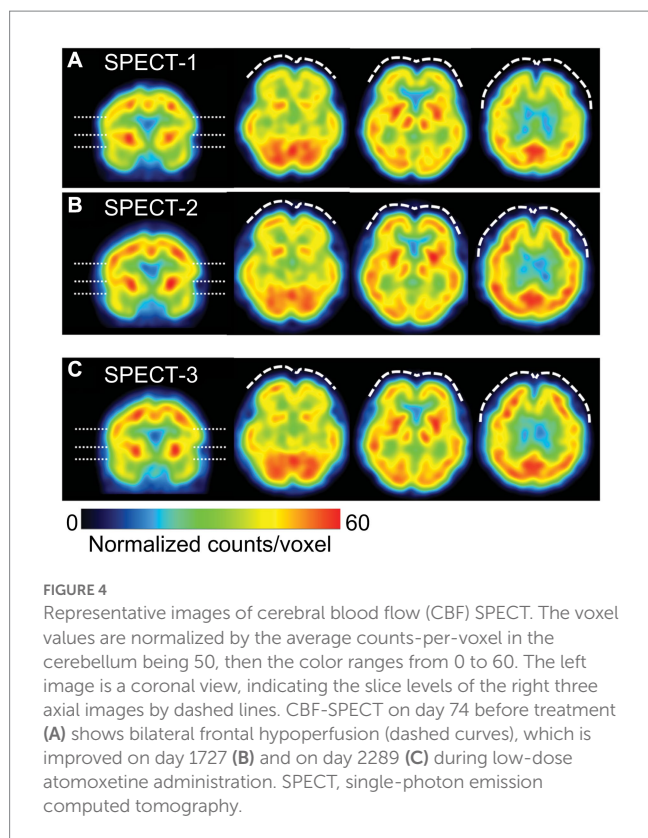 A SPECT-1
B SPECT-2
C SPECT-3
0 60
Normalized counts/voxel
FIGURE 4
Representative images of cerebral blood flow (CBF) SPECT. The voxel
values are normalized by the average counts-per-voxel in the
cerebellum being 50, then the color ranges from 0 to 60. The left
image is a coronal view, indicating the slice levels of the right three
axial images by dashed lines. CBF-SPECT on day 74 before treatment
(A) shows bilateral frontal hypoperfusion (dashed curves), which is
improved on day 1727 (B) and on day 2289 (C) during low-dose
atomoxetine administration. SPECT, single-photon emission
computed tomography.